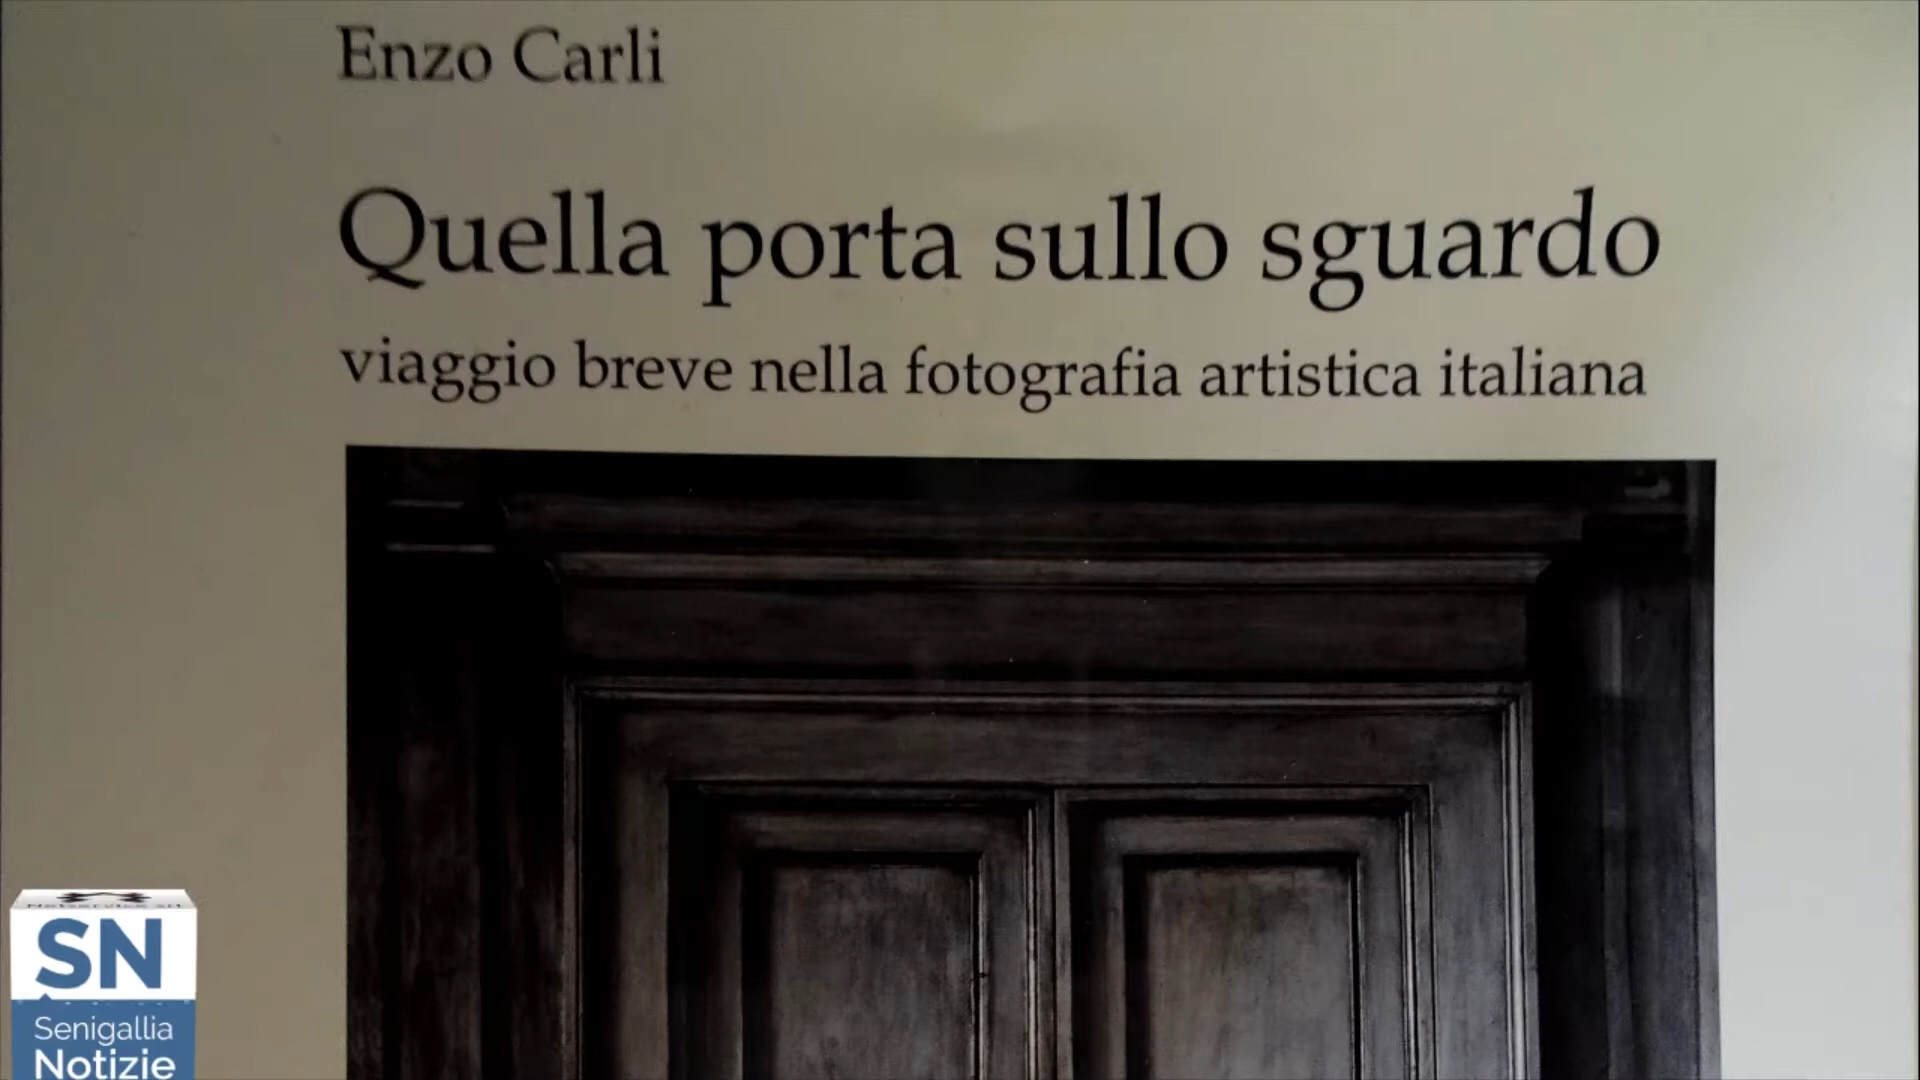 Enzo Carli
Quella porta sullo sguardo
viaggio breve nella fotografia artistica italiana
SN
Senigallia
Notizie